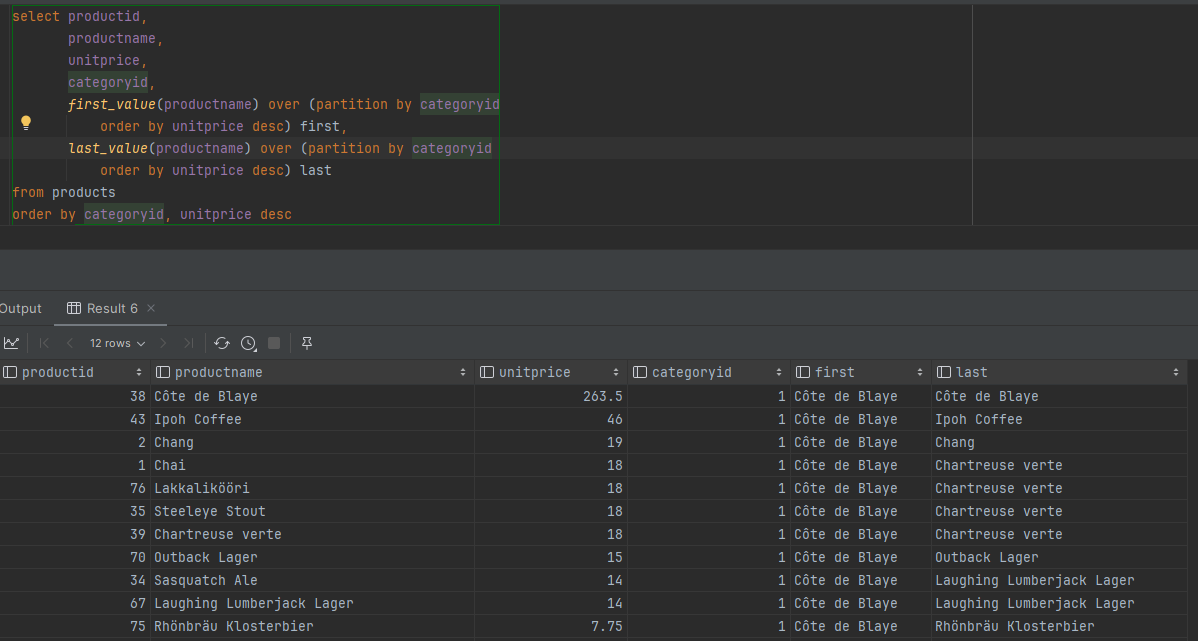 select productid,
productname,
unitprice,
categoryid,
first_value(productname) over (partition by categoryid
order by unitprice desc) first,
last_value(productname) over (partition by categoryid
order by unitprice desc) last
from products
order by categoryid, unitprice desc
Output Result 6
12 rows
productid productname unitprice categoryid first last
38 Côte de Blaye 263.5 1 Côte de Blaye Côte de Blaye
43 Ipoh Coffee 46 1 Côte de Blaye Ipoh Coffee
2 Chang 19 1 Côte de Blaye Chang
1 Chai 18 1 Côte de Blaye Chartreuse verte
76 Lakkalikööri 18 1 Côte de Blaye Chartreuse verte
35 Steeleye Stout 18 1 Côte de Blaye Chartreuse verte
39 Chartreuse verte 18 1 Côte de Blaye Chartreuse verte
70 Outback Lager 15 1 Côte de Blaye Outback Lager
34 Sasquatch Ale 14 1 Côte de Blaye Laughing Lumberjack Lager
67 Laughing Lumberjack Lager 14 1 Côte de Blaye Laughing Lumberjack Lager
75 Rhönbräu Klosterbier 7.75 1 Côte de Blaye Rhönbräu Klosterbier